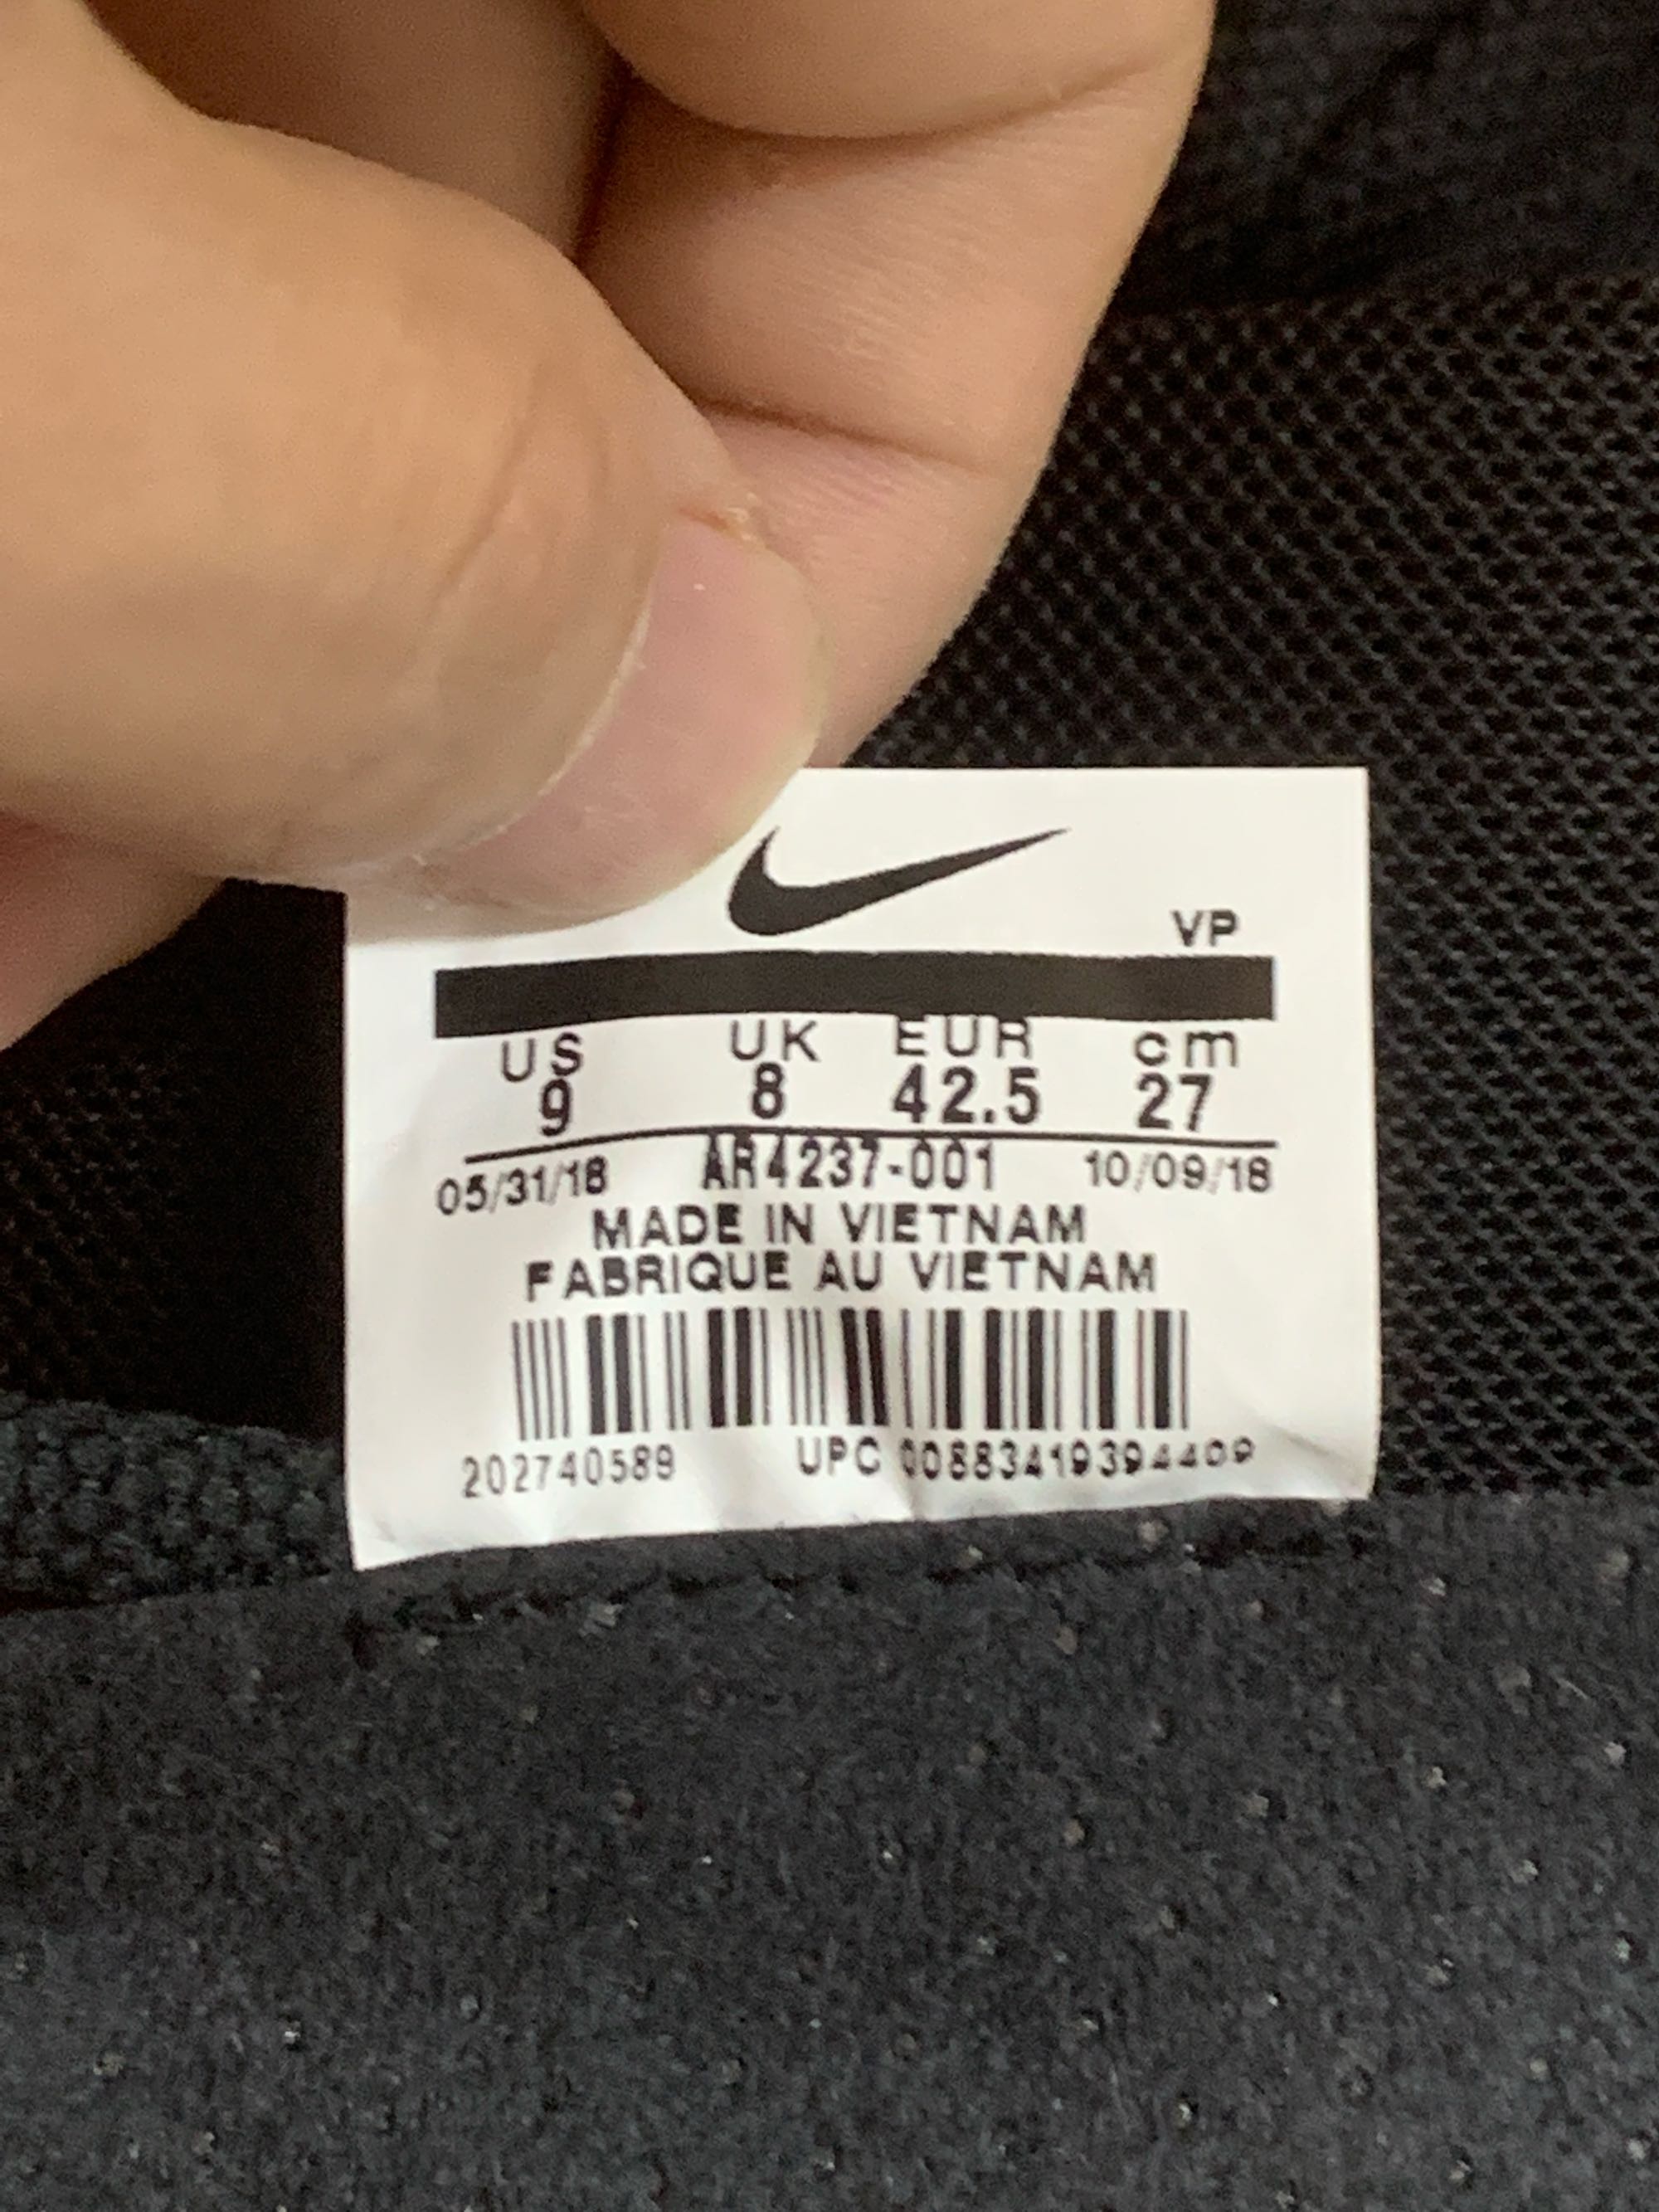 VP
US UK EUR cm
9 8 42.5 27
05/31/18 AR4237-001 10/09/18
MADE IN VIETNAM
FABRIQUE AU VIETNAM
202740589 UPC 00883419394409